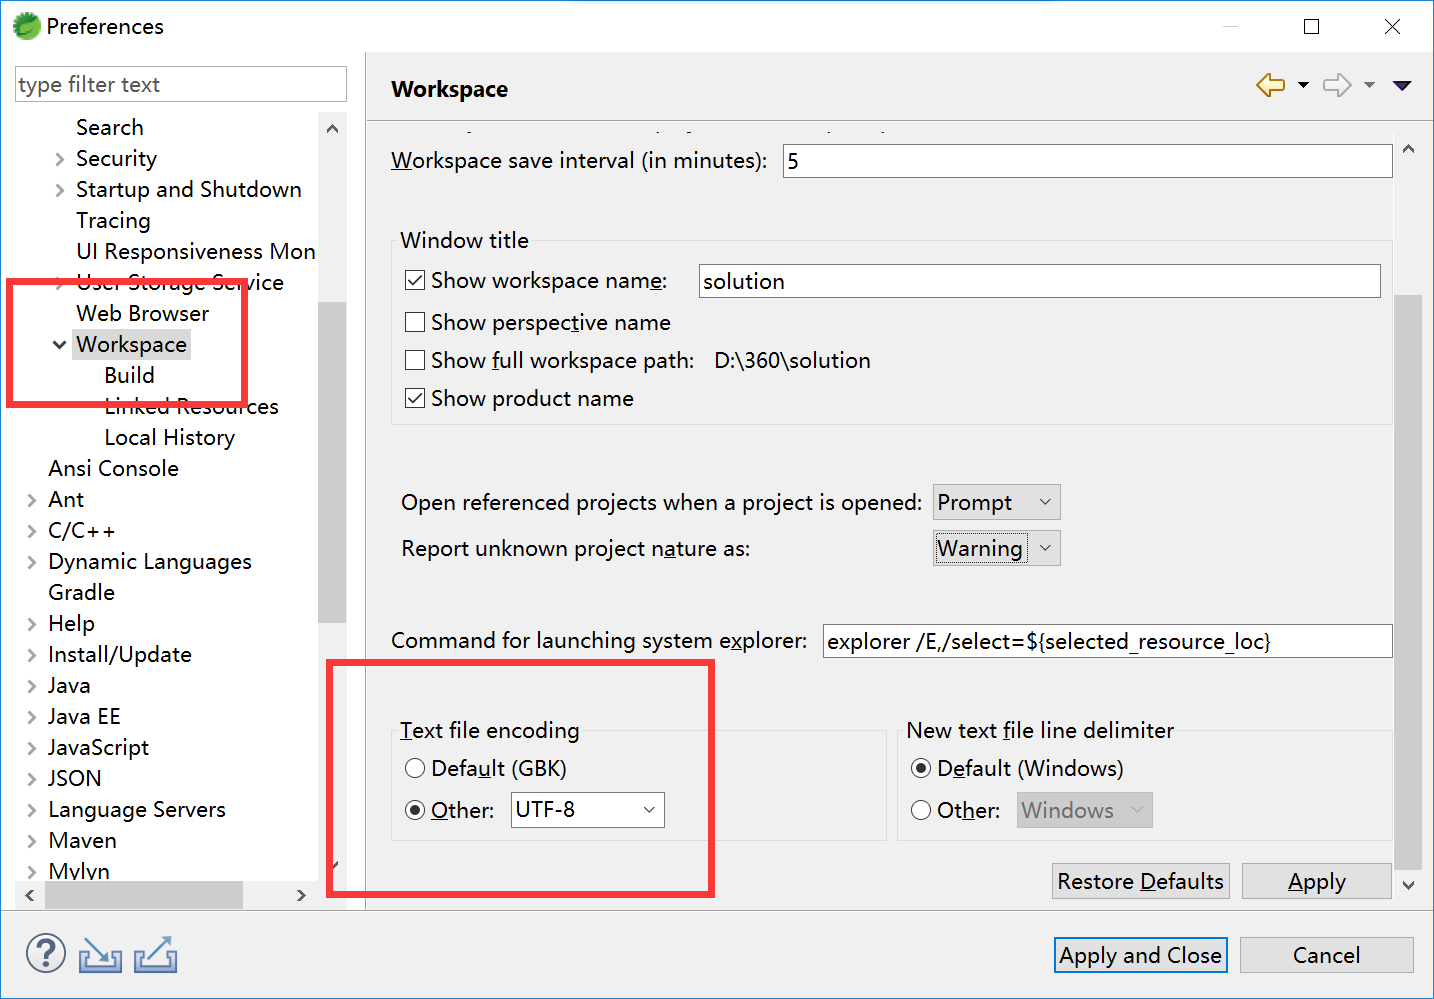 Preferences
type filter text
Search
Security
Startup and Shutdown
Tracing
UI Responsiveness Mon
User Storage Service
Web Browser
Workspace
Build
Linked Resources
Local History
Ansi Console
Ant
C/C++
Dynamic Languages
Gradle
Help
Install/Update
Java
Java EE
JavaScript
JSON
Language Servers
Maven
Mylyn
Workspace
Workspace save interval (in minutes): 5
Window title
Show workspace name: solution
Show perspective name
Show full workspace path: D:\360\solution
Show product name
Open referenced projects when a project is opened: Prompt
Report unknown project nature as: Warning
Command for launching system explorer: explorer /E,/select=${selected_resource_loc}
Text file encoding
Default (GBK)
Other: UTF-8
New text file line delimiter
Default (Windows)
Other: Windows
Restore Defaults Apply
Apply and Close Cancel